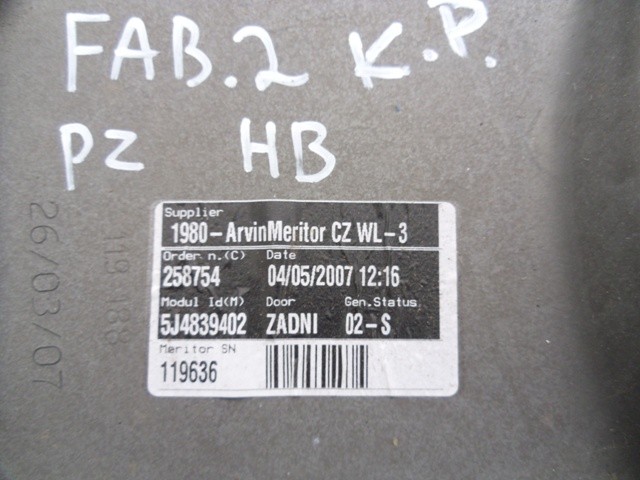 FAB.2 K.P.
PZ HB
Supplier
1980-ArvinMeritor CZ WL-3
Order n.(C) Date
258754 04/05/2007 12:16
Modul Id(M) Door Gen.Status
5J4839402 ZADNI 02-S
Meritor SN
119636
26/03/07